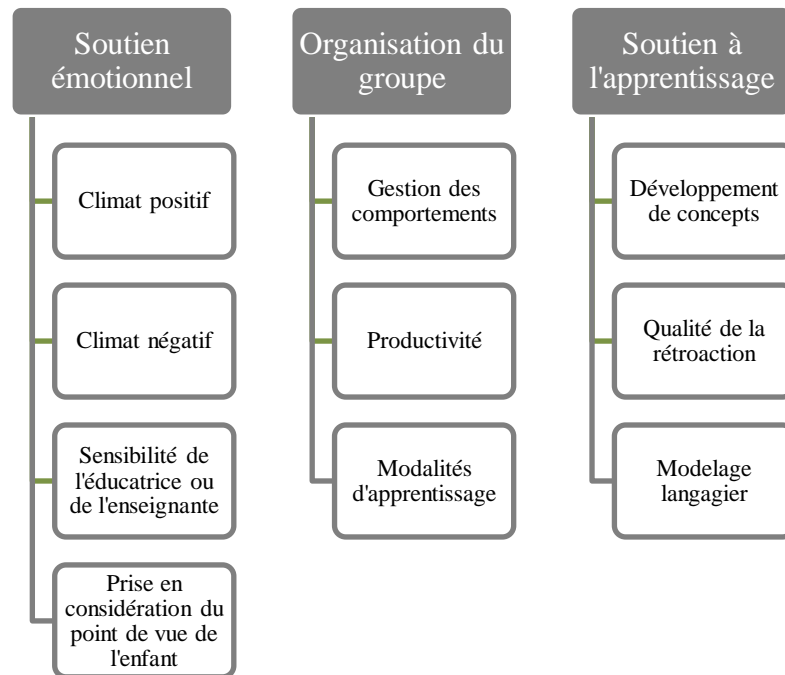 Soutien
émotionnel
Climat positif
Climat négatif
Sensibilité de
l'éducatrice ou
de l'enseignante
Prise en
considération du
point de vue de
l'enfant
Organisation du
groupe
Gestion des
comportements
Productivité
Modalités
d'apprentissage
Soutien à
l'apprentissage
Développement
de concepts
Qualité de la
rétroaction
Modelage
langagier